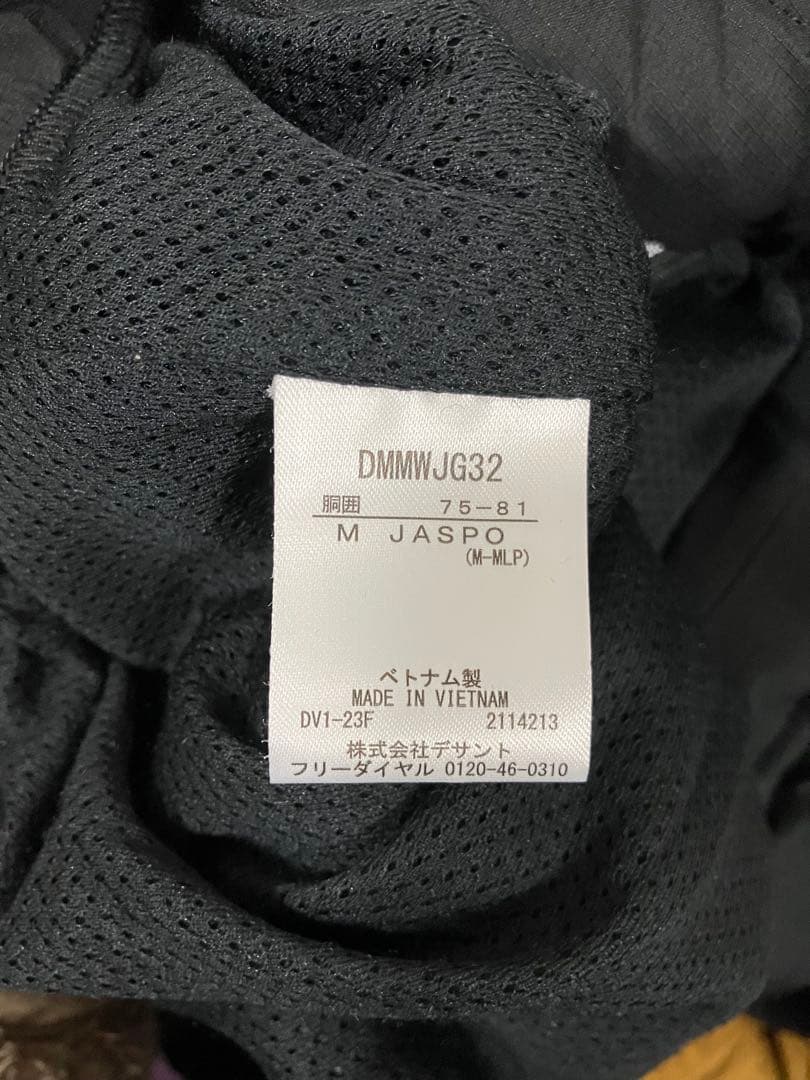 DMMWJG32
胴囲 75-81
M JASPO
(M-MLP)
ベトナム製
MADE IN VIETNAM
DV1-23F 2114213
株式会社デサント
フリーダイヤル 0120-46-0310